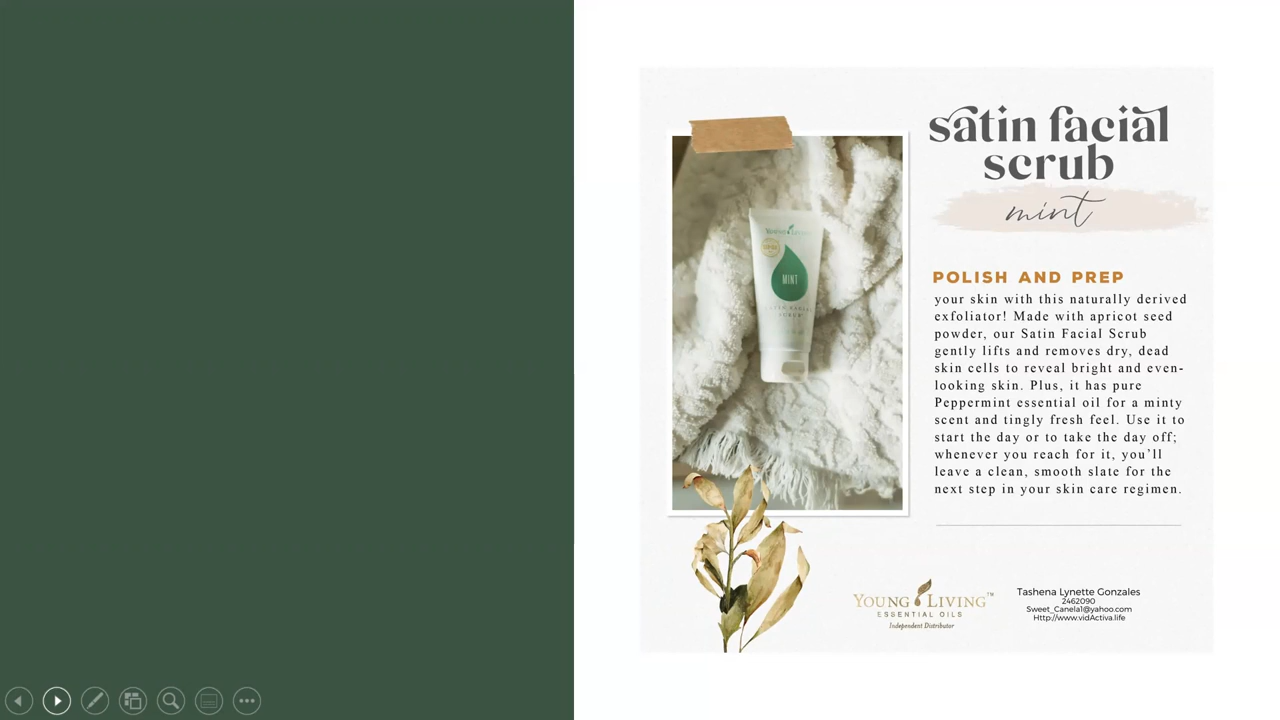 satin facial
scrub
mint
POLISH AND PREP
your skin with this naturally derived
exfoliator! Made with apricot seed
powder, our Satin Facial Scrub
gently lifts and removes dry, dead
skin cells to reveal bright and even-
looking skin. Plus, it has pure
Peppermint essential oil for a minty
scent and tingly fresh feel. Use it to
start the day or to take the day off;
whenever you reach for it, you'll
leave a clean, smooth slate for the
next step in your skin care regimen.
YOUNG LIVING
MINT
SATIN FACIAL
SCRUB
YOUNG LIVING™
ESSENTIAL OILS
Independent Distributor
Tashena Lynette Gonzales
2462090
Sweet_Canela1@yahoo.com
Http://www.vidActiva.life